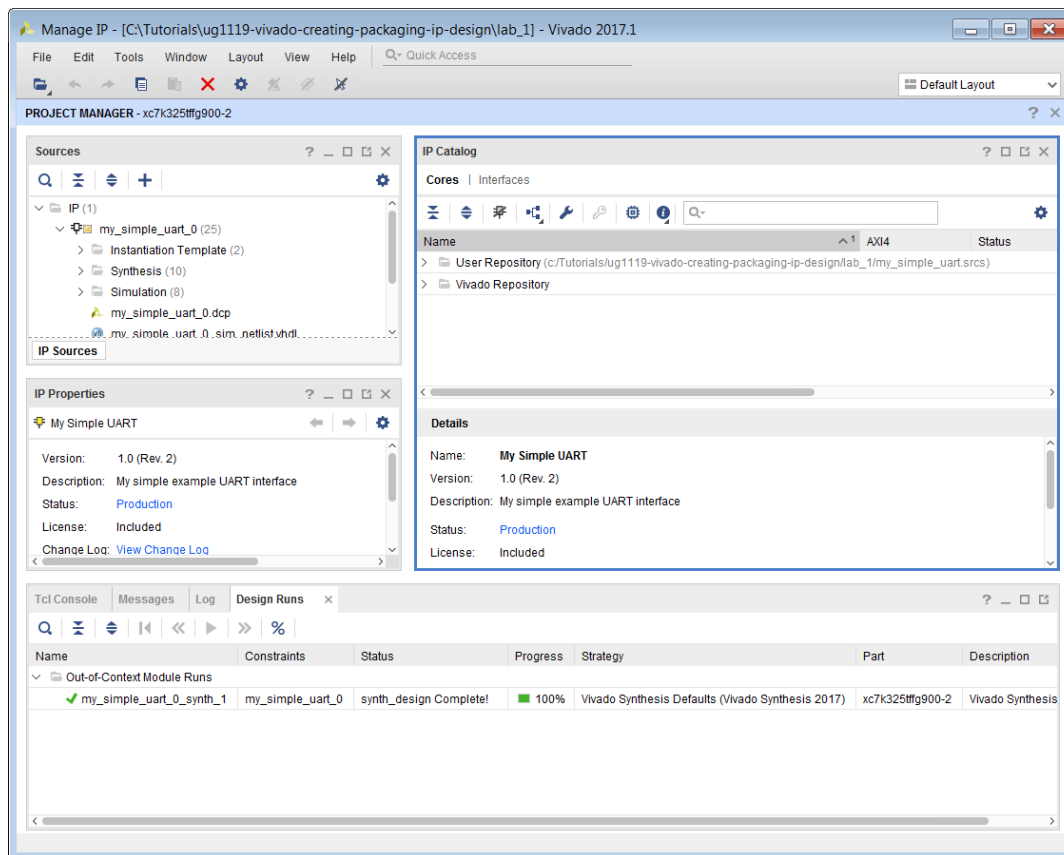 Manage IP - [C:\Tutorials\ug1119-vivado-creating-packaging-ip-design\lab_1] - Vivado 2017.1
File Edit Tools Window Layout View Help Quick Access
Default Layout
PROJECT MANAGER - xc7k325tffg900-2
Sources
IP (1)
my_simple_uart_0 (25)
Instantiation Template (2)
Synthesis (10)
Simulation (8)
my_simple_uart_0.dcp
my_simple_uart_0_sim_netlist.vhdl
IP Sources
IP Properties
My Simple UART
Version: 1.0 (Rev. 2)
Description: My simple example UART interface
Status: Production
License: Included
Change Log: View Change Log
IP Catalog
Cores | Interfaces
Name 1 AXI4 Status
User Repository (c:/Tutorials/ug1119-vivado-creating-packaging-ip-design/lab_1/my_simple_uart.srcs)
Vivado Repository
Details
Name: My Simple UART
Version: 1.0 (Rev. 2)
Description: My simple example UART interface
Status: Production
License: Included
Tcl Console Messages Log Design Runs
Name Constraints Status Progress Strategy Part Description
Out-of-Context Module Runs
my_simple_uart_0_synth_1 my_simple_uart_0 synth_design Complete! 100% Vivado Synthesis Defaults (Vivado Synthesis 2017) xc7k325tffg900-2 Vivado Synthesis